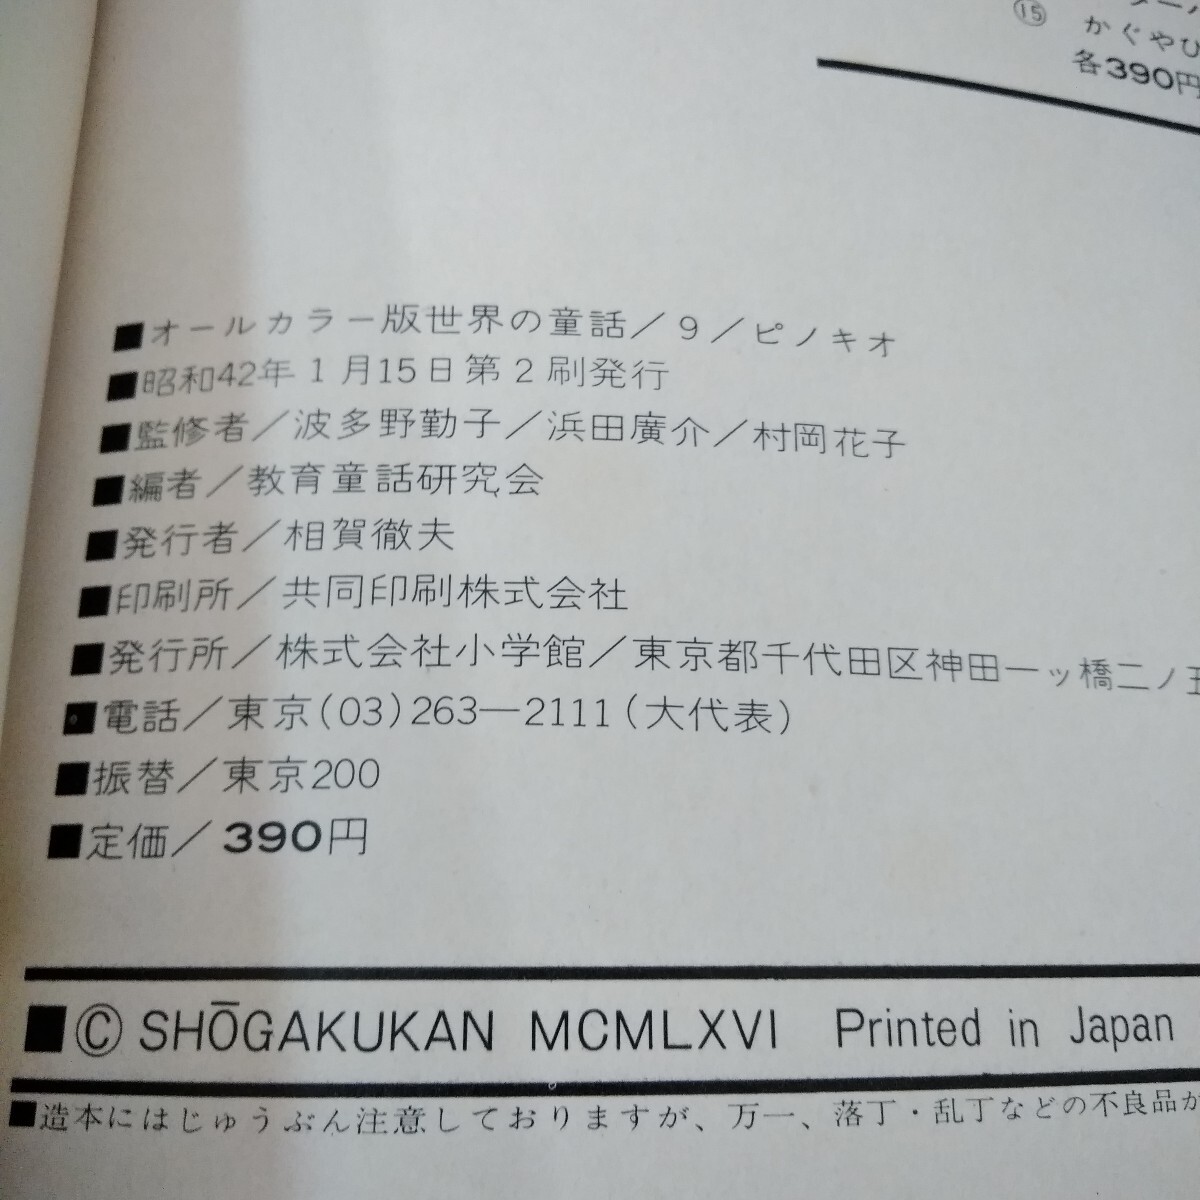 ⑮ かぐやひ
各390円
■オールカラー版世界の童話／9／ピノキオ
■昭和42年1月15日第2刷発行
■監修者／波多野勤子／浜田廣介／村岡花子
■編者／教育童話研究会
■発行者／相賀徹夫
■印刷所／共同印刷株式会社
■発行所／株式会社小学館／東京都千代田区神田一ッ橋二ノ
■電話／東京(03)263—2111(大代表)
■振替／東京200
■定価／390円
■© SHŌGAKUKAN MCMLXVI Printed in Japan
■造本にはじゅうぶん注意しておりますが、万一、落丁・乱丁などの不良品が